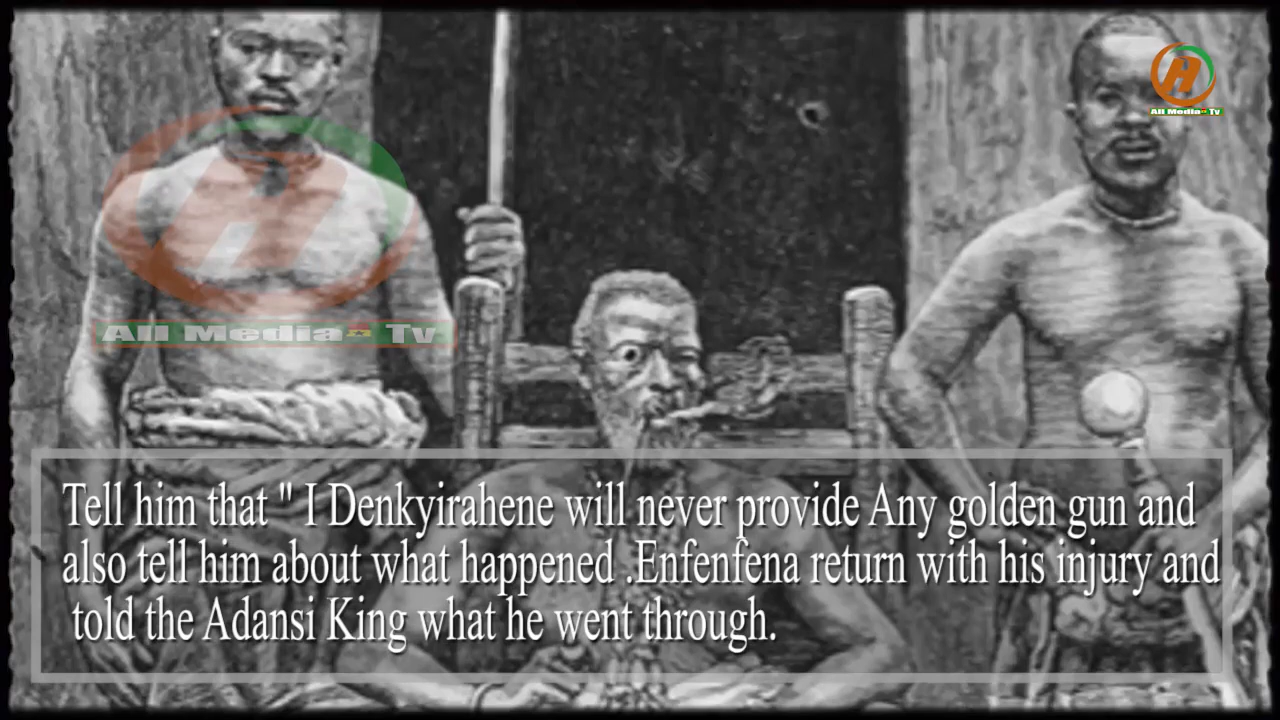 All Media Tv
All Media Tv
Tell him that " I Denkyirahene will never provide Any golden gun and
also tell him about what happened .Enfenfena return with his injury and
told the Adansi King what he went through.